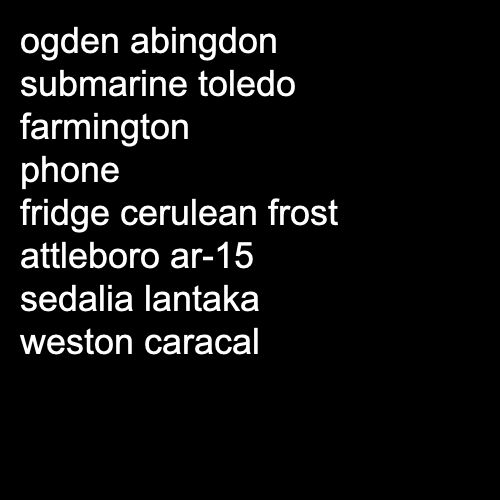 ogden abingdon
submarine toledo
farmington
phone
fridge cerulean frost
attleboro ar-15
sedalia lantaka
weston caracal